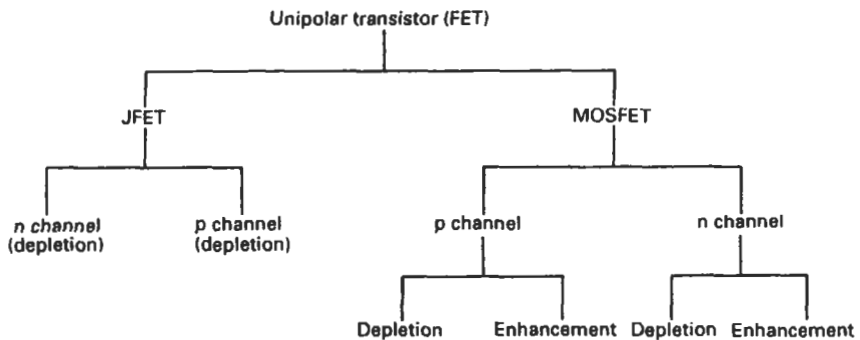 Unipolar transistor (FET)
JFET
MOSFET
n channel
(depletion)
p channel
(depletion)
p channel
n channel
Depletion
Enhancement
Depletion
Enhancement